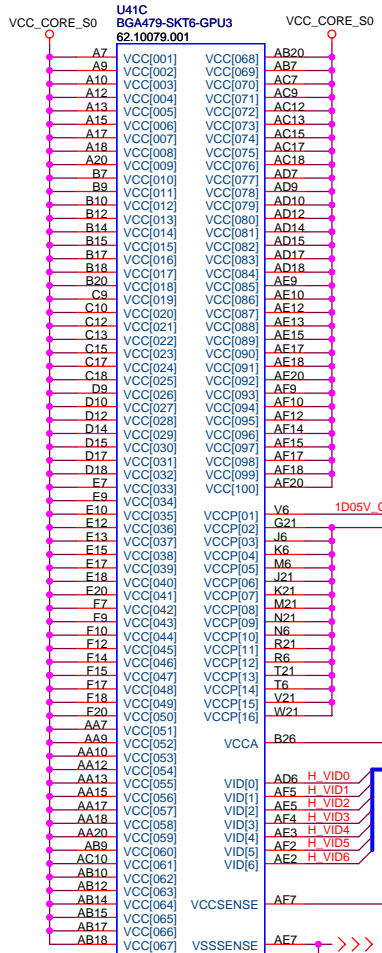 U41C
VCC_CORE_S0 BGA479-SKT6-GPU3 VCC_CORE_S0
62.10079.001
A7 VCC[001] VCC[068] AB20
A9 VCC[002] VCC[069] AB7
A10 VCC[003] VCC[070] AC7
A12 VCC[004] VCC[071] AC9
A13 VCC[005] VCC[072] AC12
A15 VCC[006] VCC[073] AC13
A17 VCC[007] VCC[074] AC15
A18 VCC[008] VCC[075] AC17
A20 VCC[009] VCC[076] AC18
B7 VCC[010] VCC[077] AD7
B9 VCC[011] VCC[078] AD9
B10 VCC[012] VCC[079] AD10
B12 VCC[013] VCC[080] AD12
B14 VCC[014] VCC[081] AD14
B15 VCC[015] VCC[082] AD15
B17 VCC[016] VCC[083] AD17
B18 VCC[017] VCC[084] AD18
B20 VCC[018] VCC[085] AE9
C9 VCC[019] VCC[086] AE10
C10 VCC[020] VCC[087] AE12
C12 VCC[021] VCC[088] AE13
C13 VCC[022] VCC[089] AE15
C15 VCC[023] VCC[090] AE17
C17 VCC[024] VCC[091] AE18
C18 VCC[025] VCC[092] AE20
D9 VCC[026] VCC[093] AF9
D10 VCC[027] VCC[094] AF10
D12 VCC[028] VCC[095] AF12
D14 VCC[029] VCC[096] AF14
D15 VCC[030] VCC[097] AF15
D17 VCC[031] VCC[098] AF17
D18 VCC[032] VCC[099] AF18
E7 VCC[033] VCC[100] AF20
E9 VCC[034]
E10 VCC[035] VCCP[01] V6 1D05V_
E12 VCC[036] VCCP[02] G21
E13 VCC[037] VCCP[03] J6
E15 VCC[038] VCCP[04] K6
E17 VCC[039] VCCP[05] M6
E18 VCC[040] VCCP[06] J21
E20 VCC[041] VCCP[07] K21
F7 VCC[042] VCCP[08] M21
F9 VCC[043] VCCP[09] N21
F10 VCC[044] VCCP[10] N6
F12 VCC[045] VCCP[11] R21
F14 VCC[046] VCCP[12] R6
F15 VCC[047] VCCP[13] T21
F17 VCC[048] VCCP[14] T6
F18 VCC[049] VCCP[15] V21
F20 VCC[050] VCCP[16] W21
AA7 VCC[051]
AA9 VCC[052] VCCA B26
AA10 VCC[053]
AA12 VCC[054]
AA13 VCC[055] VID[0] AD6 H_VID0
AA15 VCC[056] VID[1] AF5 H_VID1
AA17 VCC[057] VID[2] AE5 H_VID2
AA18 VCC[058] VID[3] AF4 H_VID3
AA20 VCC[059] VID[4] AE3 H_VID4
AB9 VCC[060] VID[5] AF2 H_VID5
AC10 VCC[061] VID[6] AE2 H_VID6
AB10 VCC[062]
AB12 VCC[063]
AB14 VCC[064] VCCSENSE AF7
AB15 VCC[065]
AB17 VCC[066]
AB18 VCC[067] VSSSENSE AE7